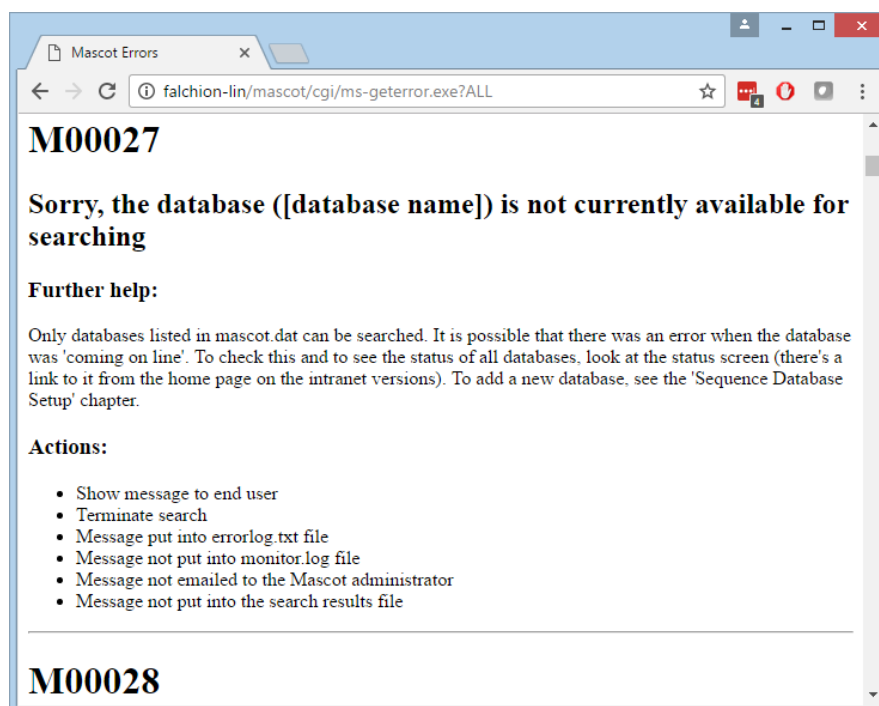 Mascot Errors
falchion-lin/mascot/cgi/ms-geterror.exe?ALL
4
M00027
Sorry, the database ([database name]) is not currently available for
searching
Further help:
Only databases listed in mascot.dat can be searched. It is possible that there was an error when the database
was 'coming on line'. To check this and to see the status of all databases, look at the status screen (there's a
link to it from the home page on the intranet versions). To add a new database, see the 'Sequence Database
Setup' chapter.
Actions:
• Show message to end user
• Terminate search
• Message put into errorlog.txt file
• Message not put into monitor.log file
• Message not emailed to the Mascot administrator
• Message not put into the search results file
M00028